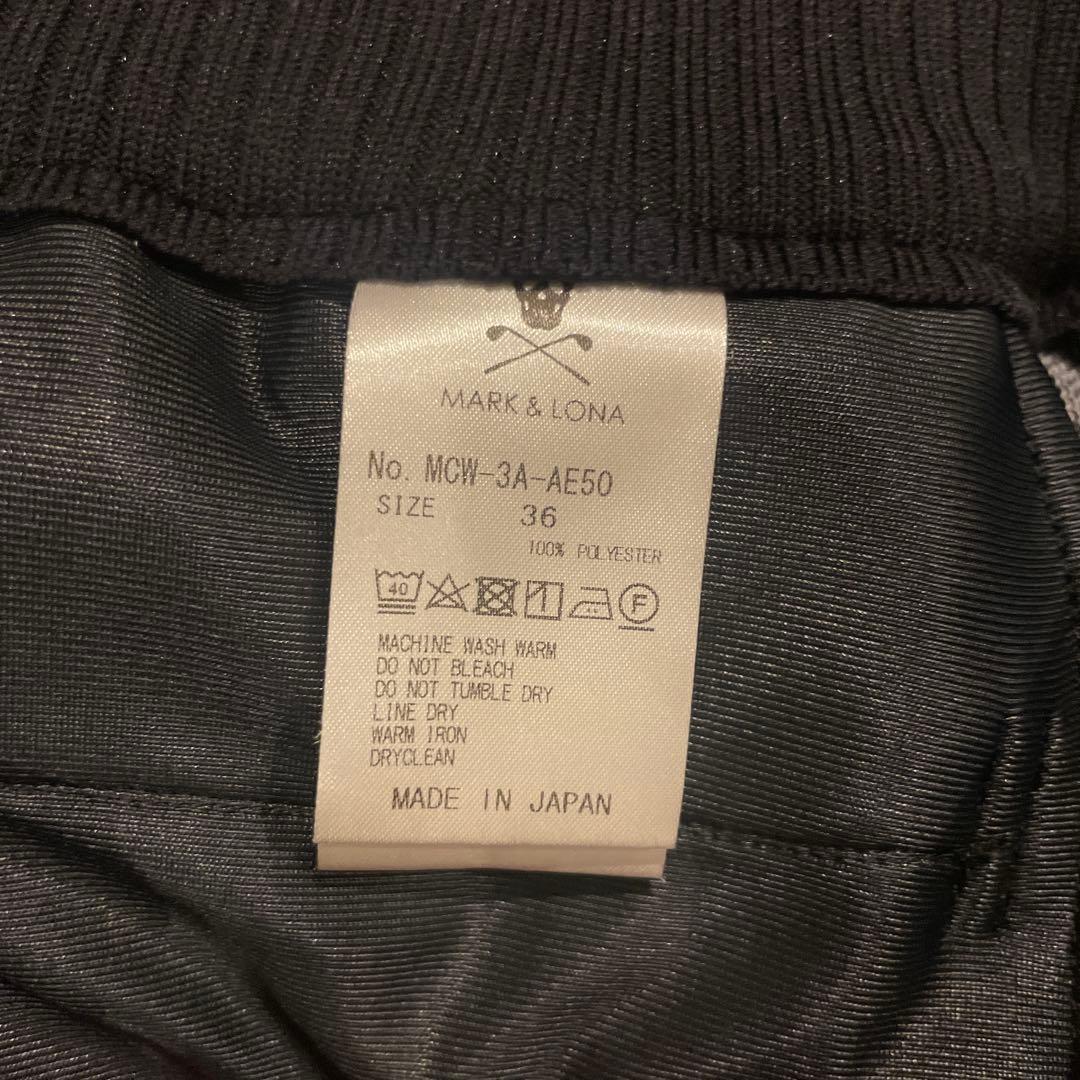 MARK & LONA
No. MCW-3A-AE50
SIZE 36
100% POLYESTER
40 F
MACHINE WASH WARM
DO NOT BLEACH
DO NOT TUMBLE DRY
LINE DRY
WARM IRON
DRYCLEAN
MADE IN JAPAN